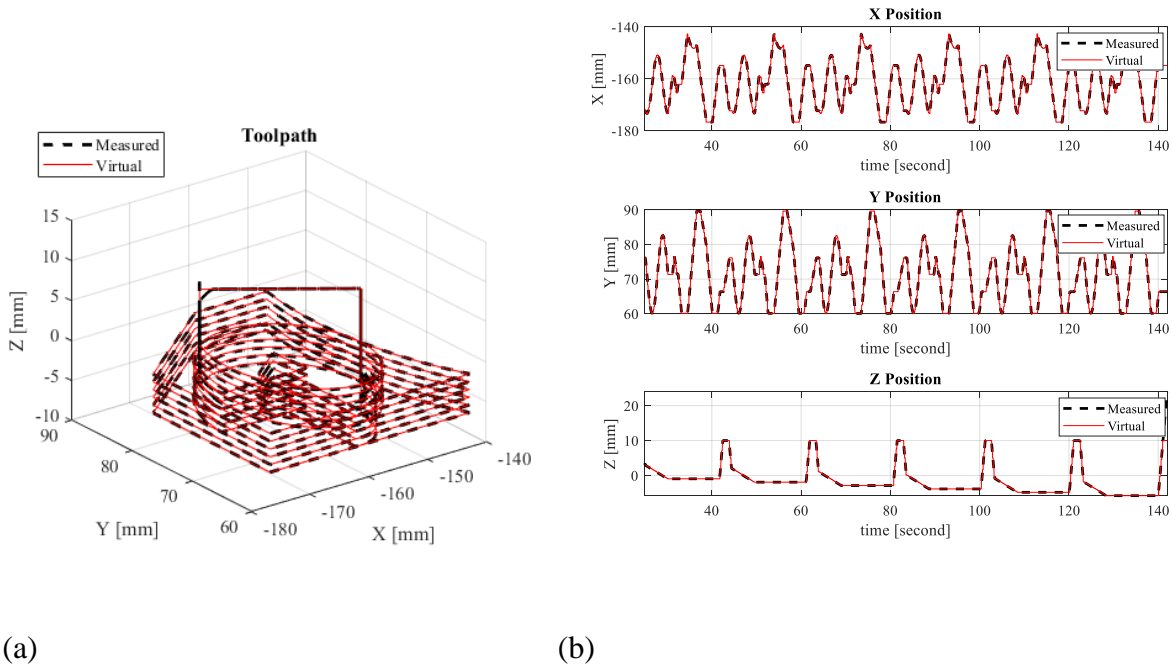 Toolpath
Measured
Virtual
15
10
5
0
-5
-10
Z [mm]
90
80
70
60
Y [mm]
-180
-170
-160
-150
-140
X [mm]
(a)
X Position
-140
-160
-180
X [mm]
Measured
Virtual
40 60 80 100 120 140
time [second]
Y Position
90
80
70
60
Y [mm]
Measured
Virtual
40 60 80 100 120 140
time [second]
Z Position
20
10
0
Z [mm]
Measured
Virtual
40 60 80 100 120 140
time [second]
(b)